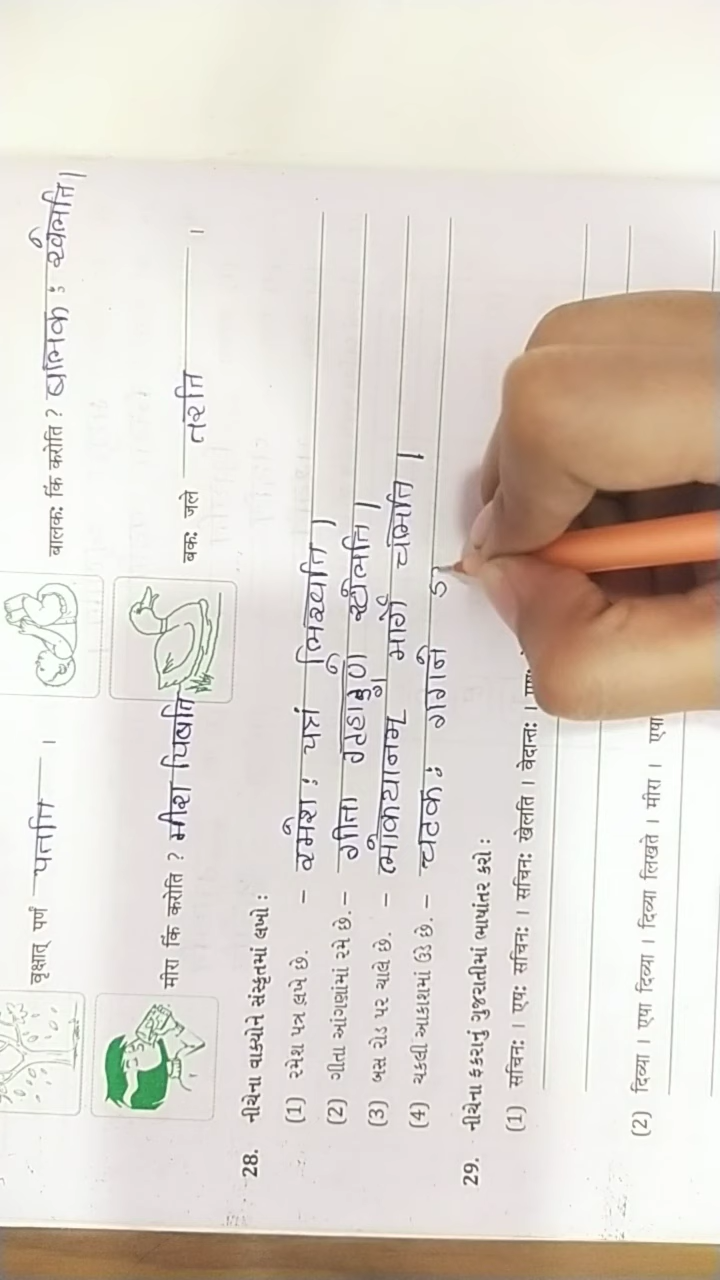 वृक्षात् पर्णं पतति ।
बालकः किं करोति ? बालकः खेलति।
मीरा किं करोति ? मीरा पिबति
बकः जले तरति ।
28. નીચેના વાક્યોને સંસ્કૃતમાં લખો :
(1) રમેશ પત્ર લખે છે. – रमेशः पत्रं लिखति।
(2) ગીતા આંગણાંમાં રમે છે. – गीता खेलति।
(3) બસ રોડ પર ચાલે છે. – लोकयानम् मार्गे चलति।
(4) ચકલી આકાશમાં ઉડે છે. – चटकः गगने ड
29. નીચેના ફકરાનું ગુજરાતીમાં ભાષાંતર કરો :
(1) सचिनः । एषः सचिनः । सचिनः खेलति । वेदान्तः ।
(2) दिव्या । एषा दिव्या । दिव्या लिखते । मीरा । एषा